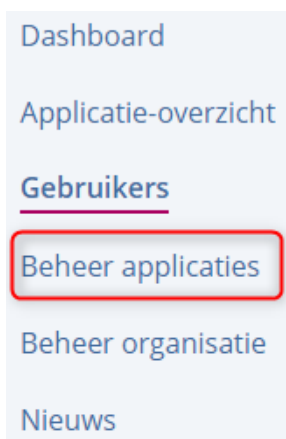 Dashboard
Applicatie-overzicht
Gebruikers
Beheer applicaties
Beheer organisatie
Nieuws